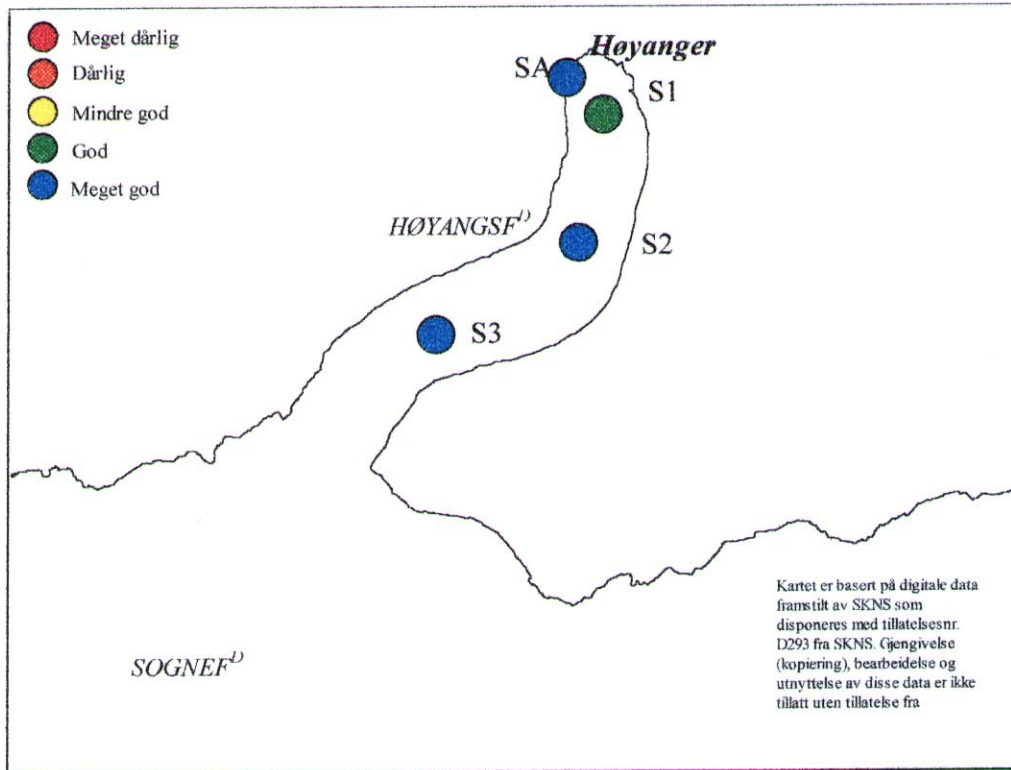 Meget dårlig
Dårlig
Mindre god
God
Meget god
Høyanger
SA
S1
HØYANGSF^D
S2
S3
SOGNEF^D
Kartet er basert på digitale data
framstilt av SKNS som
disponeres med tillatelsesnr.
D293 fra SKNS. Gjengivelse
(kopiering), bearbeidelse og
utnyttelse av disse data er ikke
tillatt uten tillatelse fra